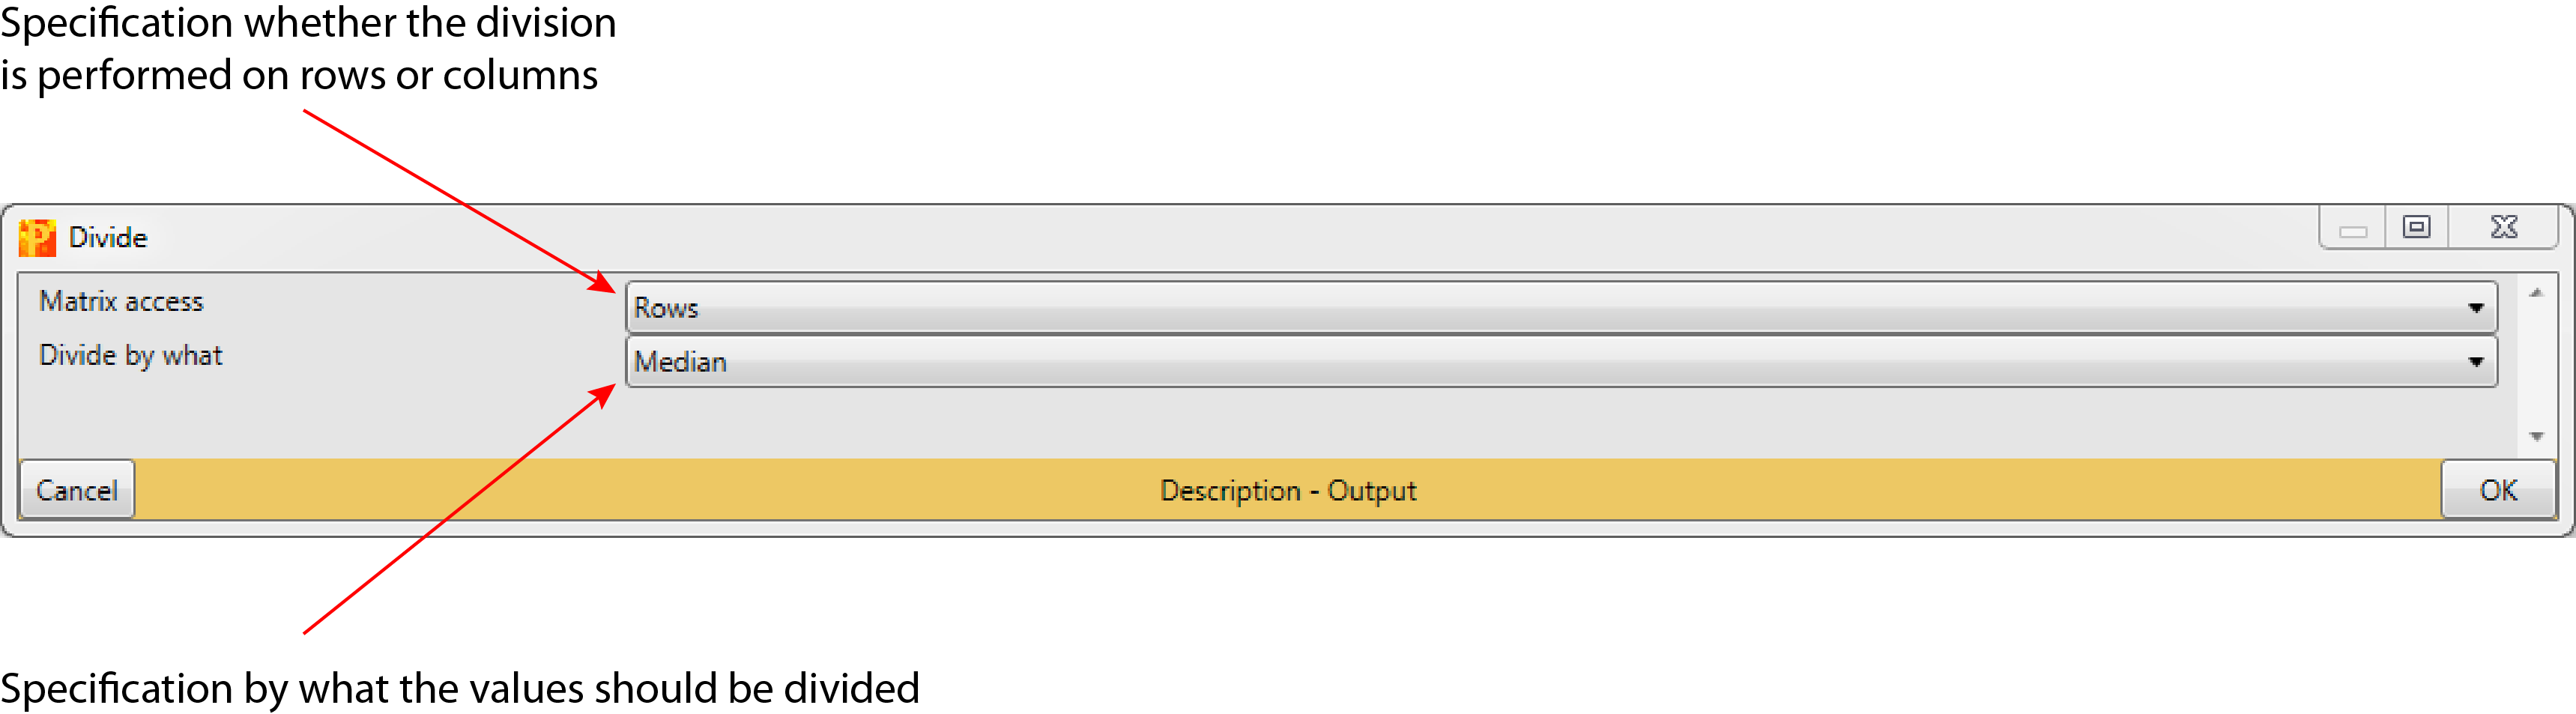 Specification whether the division
is performed on rows or columns
P Divide
Matrix access Rows
Divide by what Median
Cancel Description - Output OK
Specification by what the values should be divided